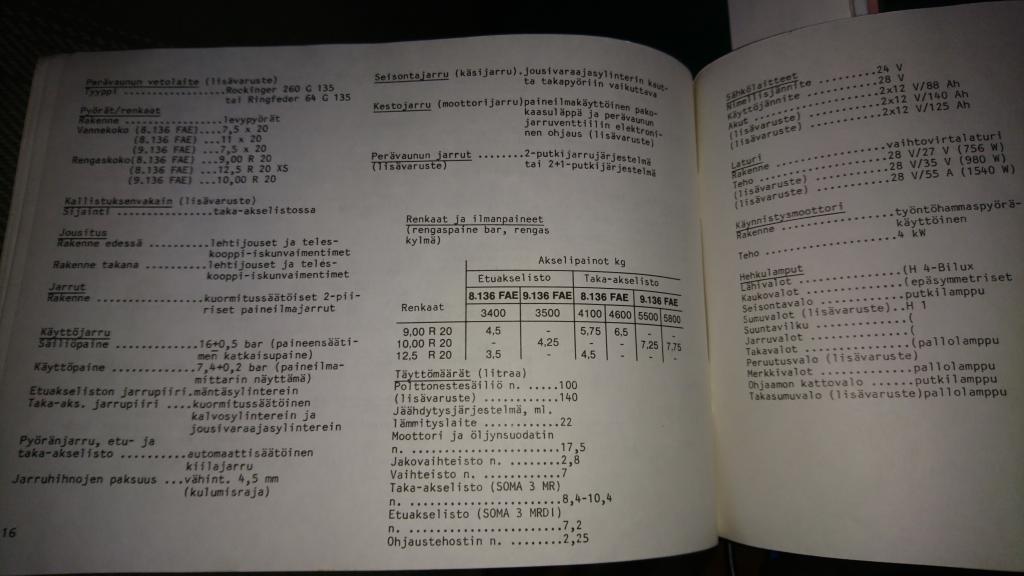 Perävaunun vetolaite (lisävaruste)
Tyyppi ..................Rockinger 260 G 135
tai Ringfeder 64 G 135
Pyörät/renkaat
Rakenne ..................levypyörät
Vannekoko (8.136 FAE)....7,5 x 20
(8.136 FAE) ...11 x 20
(9.136 FAE) ...7,5 x 20
Rengaskoko(8.136 FAE) ...9,00 R 20
(8.136 FAE) ...12,5 R 20 XS
(9.136 FAE) ...10,00 R 20
Kallistuksenvakain (lisävaruste)
Sijainti ...............taka-akselistossa
Jousitus
Rakenne edessä ..........lehtijouset ja teles-
kooppi-iskunvaimentimet
Rakenne takana ..........lehtijouset ja teles-
kooppi-iskunvaimentimet
Jarrut
Rakenne .................kuormitussäätöiset 2-pii-
riset paineilmajarrut
Käyttöjarru
Säiliöpaine .............16+0,5 bar (paineensääti-
men katkaisupaine)
Käyttöpaine .............7,4+0,2 bar (paineilma-
mittarin näyttämä)
Etuakseliston jarrupiiri.mäntäsylinterein
Taka-aks. jarrupiiri ....kuormitussäätöinen
kalvosylinterein ja
jousivaraajasylinterein
Pyöränjarru, etu- ja
taka-akselisto ..........automaattisäätöinen
kiilajarru
Jarruhihnojen paksuus ...vähint. 4,5 mm
(kulumisraja)
16
Seisontajarru (käsijarru).jousivaraajasylinterin kaut-
ta takapyöriin vaikuttava
Kestojarru (moottorijarru)paineilmakäyttöinen pako-
kaasuläppä ja perävaunun
jarruventtiilin elektroni-
nen ohjaus (lisävaruste)
Perävaunun jarrut ........2-putkijarrujärjestelmä
(lisävaruste) tai 2+1-putkijärjestelmä
Renkaat ja ilmanpaineet
(rengaspaine bar, rengas
kylmä)
Akselipainot kg
Etuakselisto Taka-akselisto
Renkaat 8.136 FAE 9.136 FAE 8.136 FAE 9.136 FAE
3400 3500 4100 4600 5500 5800
9,00 R 20 4,5 - 5,75 6,5 - -
10,00 R 20 - 4,25 - - 7,25 7,75
12,5 R 20 3,5 - 4,5 - - -
Täyttömäärät (litraa)
Polttonestesäiliö n. .....100
(lisävaruste) ............140
Jäähdytysjärjestelmä, ml.
lämmityslaite ............22
Moottori ja öljynsuodatin
n. .......................17,5
Jakovaihteisto n. ........2,8
Vaihteisto n. ............7
Taka-akselisto (SOMA 3 MR)
n. .......................8,4-10,4
Etuakselisto (SOMA 3 MRDI)
n. .......................7,2
Ohjaustehostin n. ........2,25
Sähkölaitteet
Nimellisjännite ..........24 V
Käyttöjännite ............28 V
Akut .....................2x12 V/88 Ah
(lisävaruste) ............2x12 V/140 Ah
(lisävaruste) ............2x12 V/125 Ah
Laturi
Rakenne ..................vaihtovirtalaturi
Teho .....................28 V/27 V (756 W)
(lisävaruste) ............28 V/35 V (980 W)
(lisävaruste) ............28 V/55 A (1540 W)
Käynnistysmoottori
Rakenne ..................työntöhammaspyörä-
käyttöinen
Teho .....................4 kW
Hehkulamput
Lähivalot ................(H 4-Bilux
Kaukovalot ...............(epäsymmetriset
Seisontavalo .............putkilamppu
Sumuvalot (lisävaruste)..H 1
Suuntavilku ..............(
Jarruvalot ...............(
Takavalot ................(pallolamppu
Peruutusvalo (lisävaruste)(
Merkkivalot ..............pallolamppu
Ohjaamon kattovalo .......putkilamppu
Takasumuvalo (lisävaruste)pallolamppu